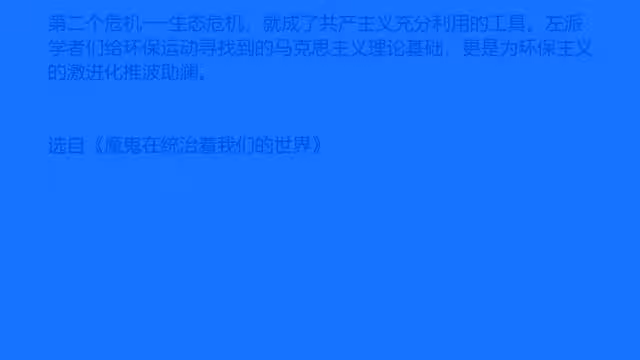 第二个危机──生态危机，就成了共产主义充分利用的工具。左派
学者们给环保运动寻找到的马克思主义理论基础，更是为环保主义
的激进化推波助澜。
选自《魔鬼在统治着我们的世界》